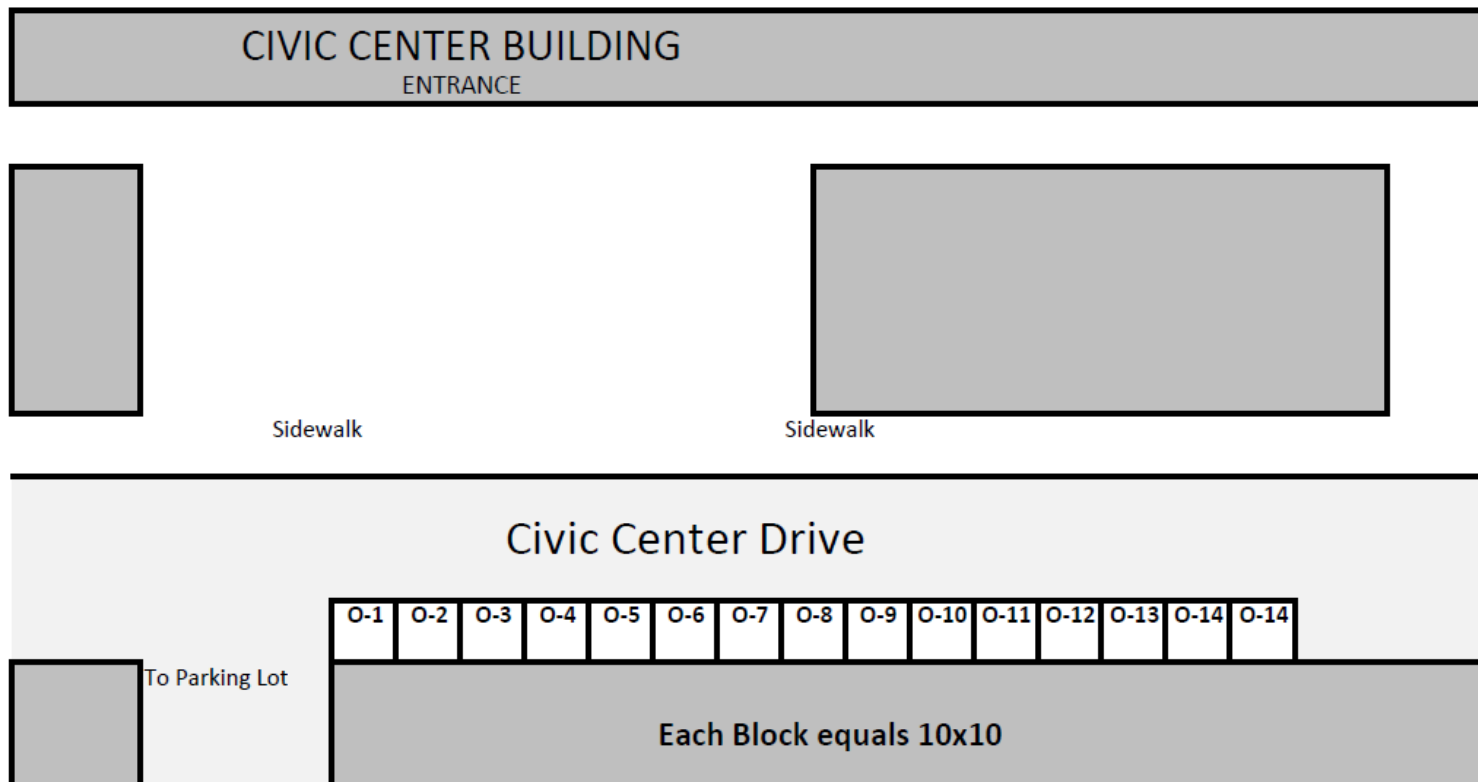 CIVIC CENTER BUILDING
ENTRANCE
Sidewalk Sidewalk
Civic Center Drive
O-1 O-2 O-3 O-4 O-5 O-6 O-7 O-8 O-9 O-10 O-11 O-12 O-13 O-14 O-14
To Parking Lot
Each Block equals 10x10